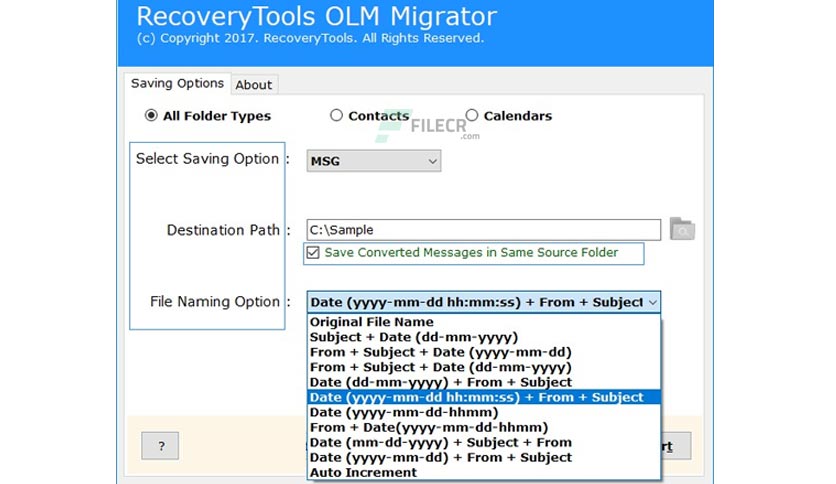 RecoveryTools OLM Migrator
(c) Copyright 2017. RecoveryTools. All Rights Reserved.
Saving Options About
All Folder Types Contacts Calendars
FILECR
.com
Select Saving Option : MSG
Destination Path : C:\Sample
Save Converted Messages in Same Source Folder
File Naming Option : Date (yyyy-mm-dd hh:mm:ss) + From + Subject
Original File Name
Subject + Date (dd-mm-yyyy)
From + Subject + Date (yyyy-mm-dd)
From + Subject + Date (dd-mm-yyyy)
Date (dd-mm-yyyy) + From + Subject
Date (yyyy-mm-dd hh:mm:ss) + From + Subject
Date (yyyy-mm-dd-hhmm)
From + Date(yyyy-mm-dd-hhmm)
Date (mm-dd-yyyy) + Subject + From
Date (yyyy-mm-dd) + From + Subject
Auto Increment
?